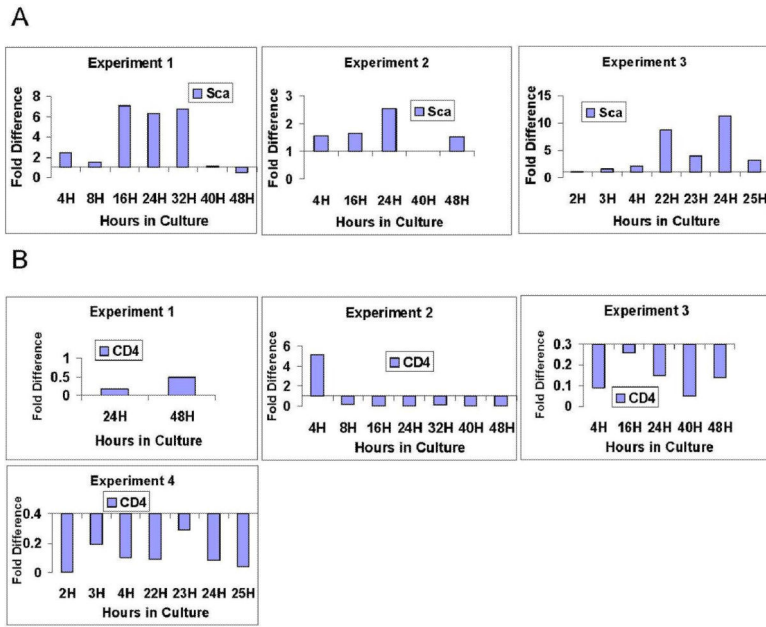 A
Experiment 1
Fold Difference
8
6
4
2
0
Sca
4H 8H 16H 24H 32H 40H 48H
Hours in Culture
Experiment 2
Fold Difference
3
2
1
0
Sca
4H 16H 24H 40H 48H
Hours in Culture
Experiment 3
Fold Difference
15
10
5
0
Sca
2H 3H 4H 22H 23H 24H 25H
Hours in Culture
B
Experiment 1
Fold Difference
1
0.5
0
CD4
24H 48H
Hours in Culture
Experiment 2
Fold Difference
6
4
2
0
CD4
4H 8H 16H 24H 32H 40H 48H
Hours in Culture
Experiment 3
Fold Difference
0.3
0.2
0.1
0
CD4
4H 16H 24H 40H 48H
Hours in Culture
Experiment 4
Fold Difference
0.4
0.2
0
CD4
2H 3H 4H 22H 23H 24H 25H
Hours in Culture